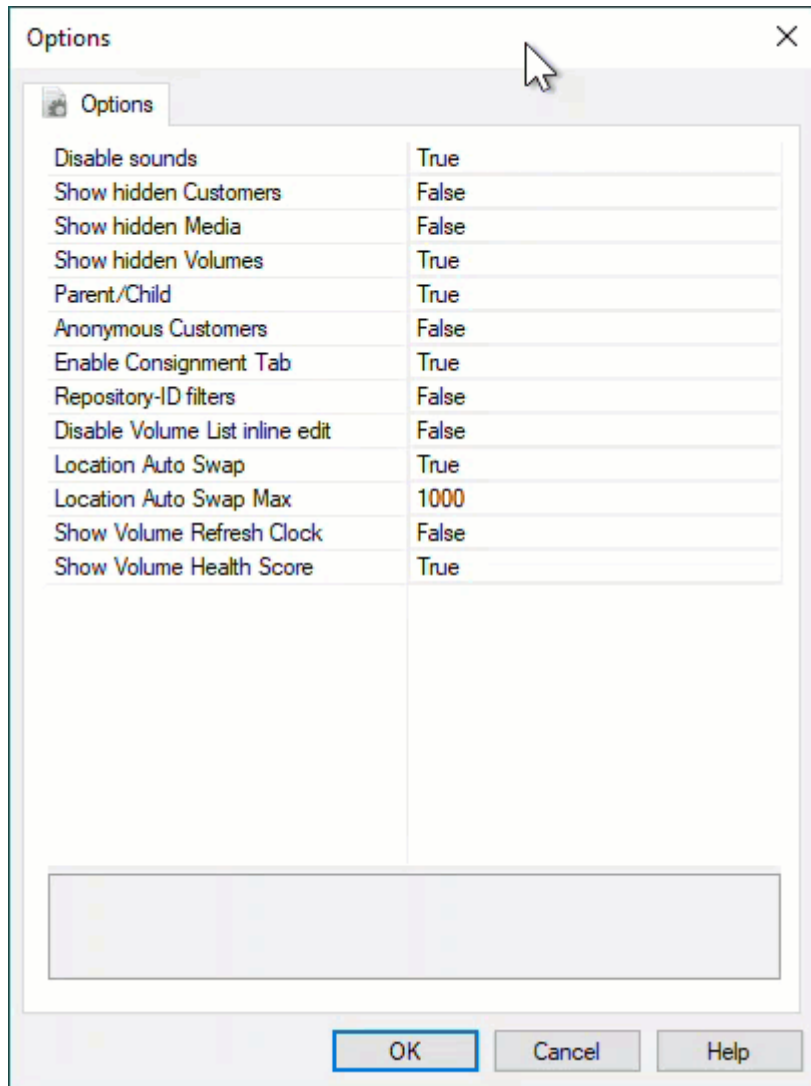 Options
Options
Disable sounds True
Show hidden Customers False
Show hidden Media False
Show hidden Volumes True
Parent/Child True
Anonymous Customers False
Enable Consignment Tab True
Repository-ID filters False
Disable Volume List inline edit False
Location Auto Swap True
Location Auto Swap Max 1000
Show Volume Refresh Clock False
Show Volume Health Score True
OK Cancel Help